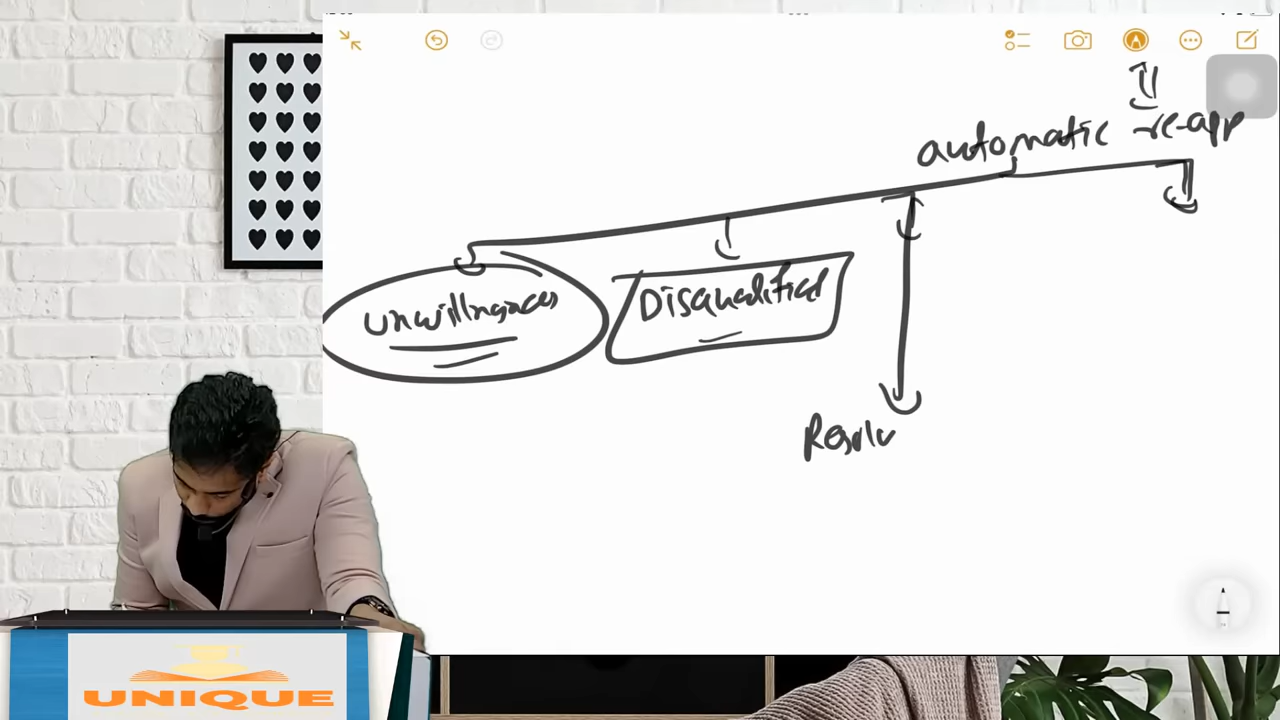 automatic re-app
Unwillingness
Disqualified
Resolu
UNIQUE